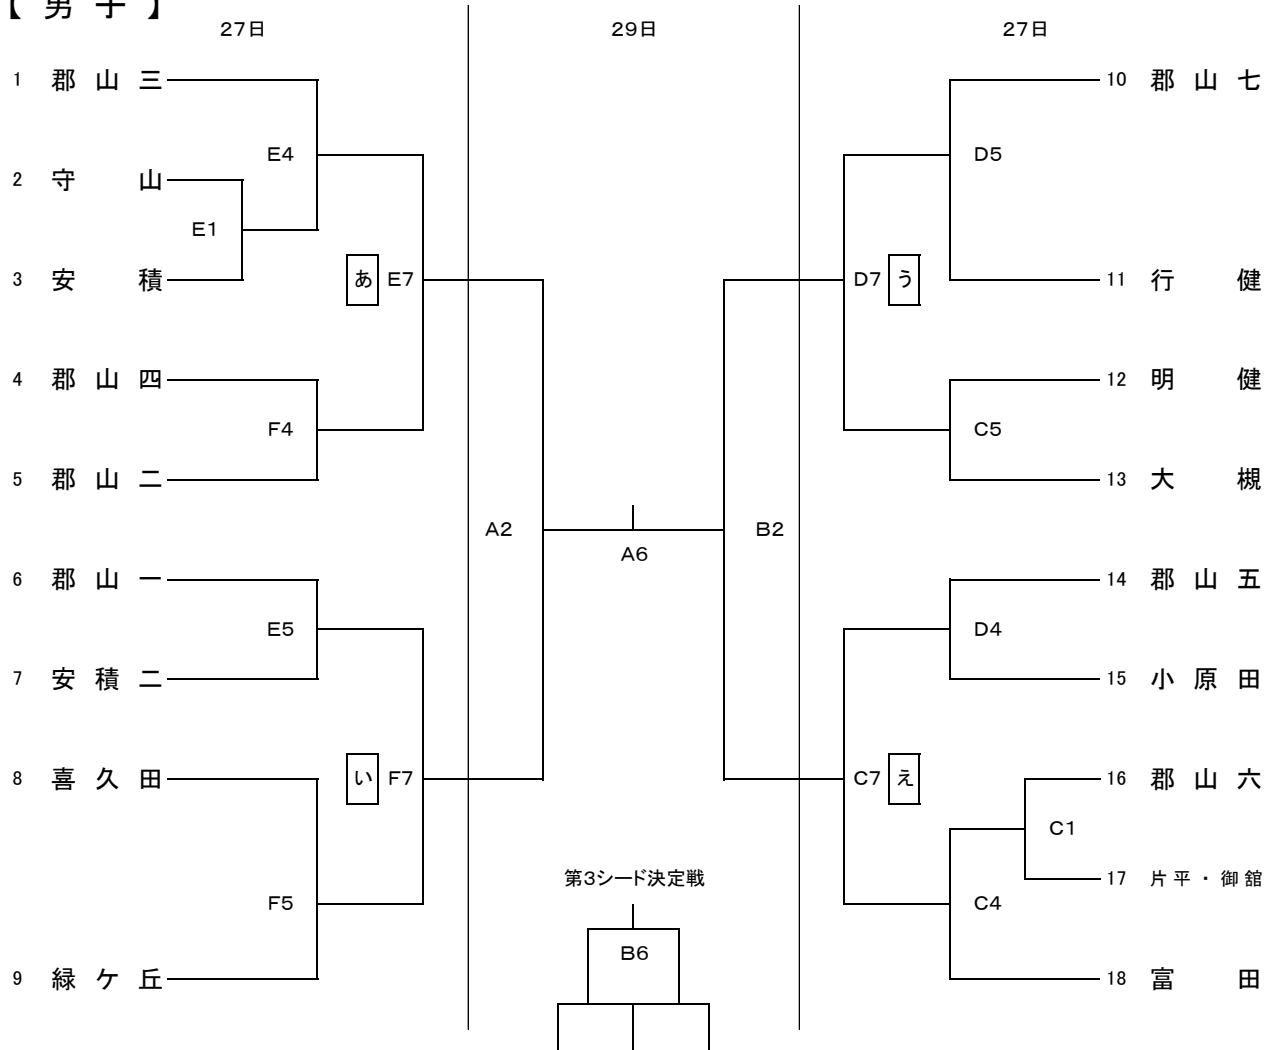 【 男 子 】
27日 29日 27日
1 郡 山 三
10 郡 山 七
E4
D5
2 守 山
E1
3 安 積
あ E7
D7 う
11 行 健
4 郡 山 四
12 明 健
F4
C5
5 郡 山 二
13 大 槻
A2
B2
A6
6 郡 山 一
14 郡 山 五
E5
D4
7 安 積 二
15 小 原 田
8 喜 久 田
い F7
C7 え
16 郡 山 六
C1
第3シード決定戦
17 片 平 ・ 御 舘
F5
C4
B6
9 緑 ケ 丘
18 富 田